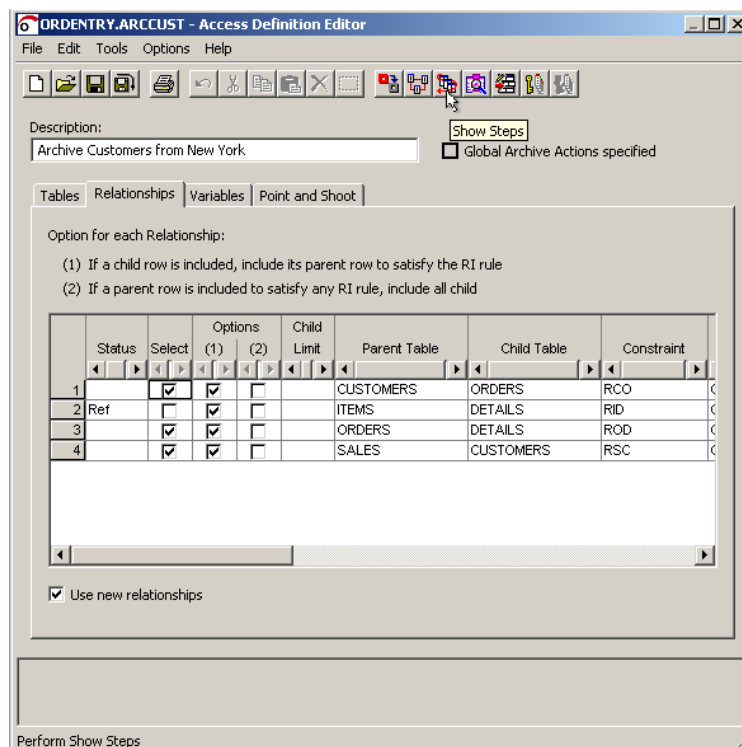 ORDENTRY.ARCCUST - Access Definition Editor
File Edit Tools Options Help
Description:
Show Steps
Archive Customers from New York
Global Archive Actions specified
Tables Relationships Variables Point and Shoot
Option for each Relationship:
(1) If a child row is included, include its parent row to satisfy the RI rule
(2) If a parent row is included to satisfy any RI rule, include all child
Options Child
Status Select (1) (2) Limit Parent Table Child Table Constraint
1 CUSTOMERS ORDERS RCO
2 Ref ITEMS DETAILS RID
3 ORDERS DETAILS ROD
4 SALES CUSTOMERS RSC
Use new relationships
Perform Show Steps